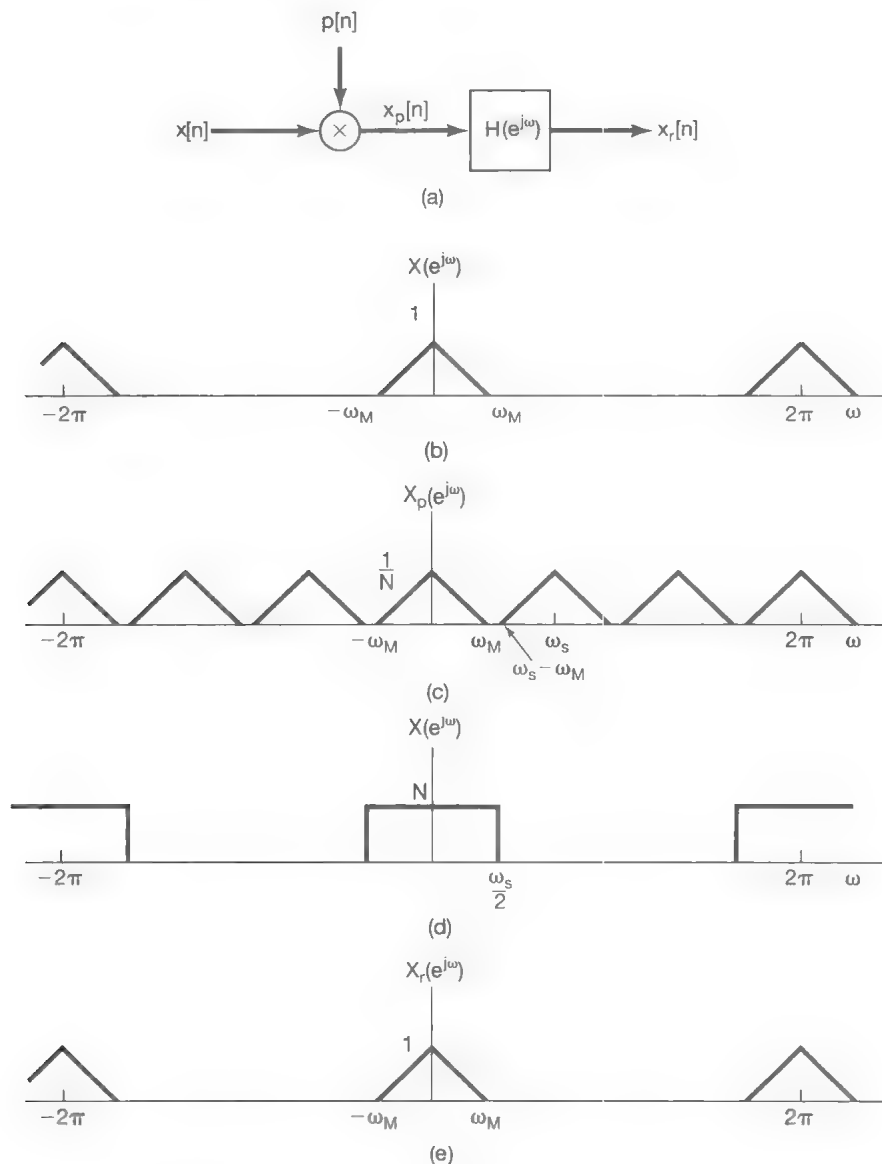 p[n]
x[n] × x_p[n] H(e^{jω}) x_r[n]
(a)
X(e^{jω})
1
−2π −ω_M ω_M 2π ω
(b)
X_p(e^{jω})
1/N
−2π −ω_M ω_M ω_s 2π ω
ω_s − ω_M
(c)
X(e^{jω})
N
−2π ω_s/2 2π ω
(d)
X_r(e^{jω})
1
−2π −ω_M ω_M 2π ω
(e)